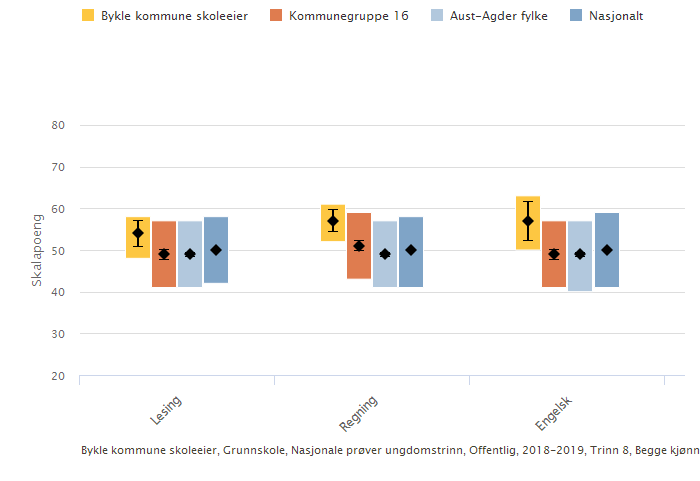 Bykle kommune skoleeier Kommunegruppe 16 Aust-Agder fylke Nasjonalt
80
70
60
50
40
30
20
Skalapoeng
Lesing
Regning
Engelsk
Bykle kommune skoleeier, Grunnskole, Nasjonale prøver ungdomstrinn, Offentlig, 2018-2019, Trinn 8, Begge kjønn